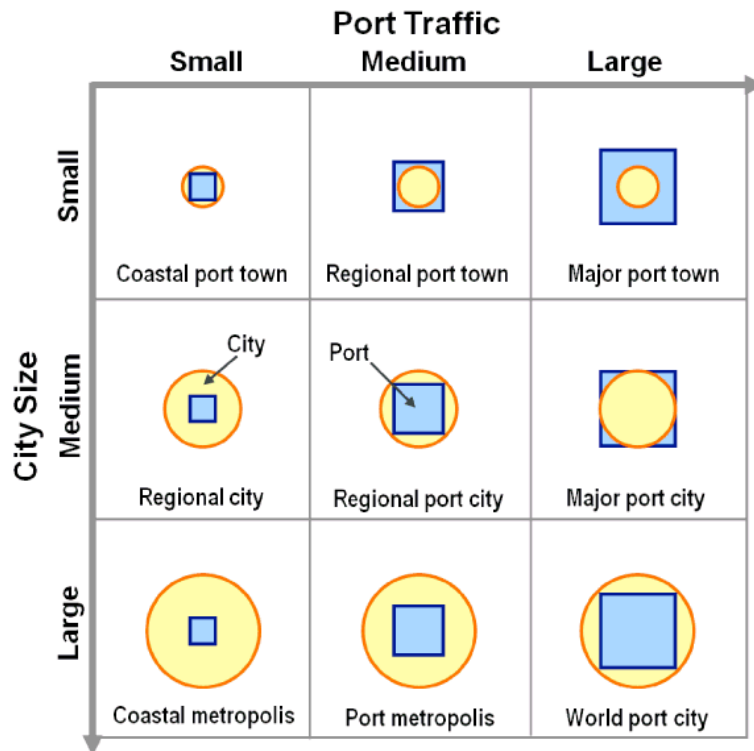 Port Traffic
Small Medium Large
City Size
Small
Coastal port town Regional port town Major port town
Medium
City
Port
Regional city Regional port city Major port city
Large
Coastal metropolis Port metropolis World port city